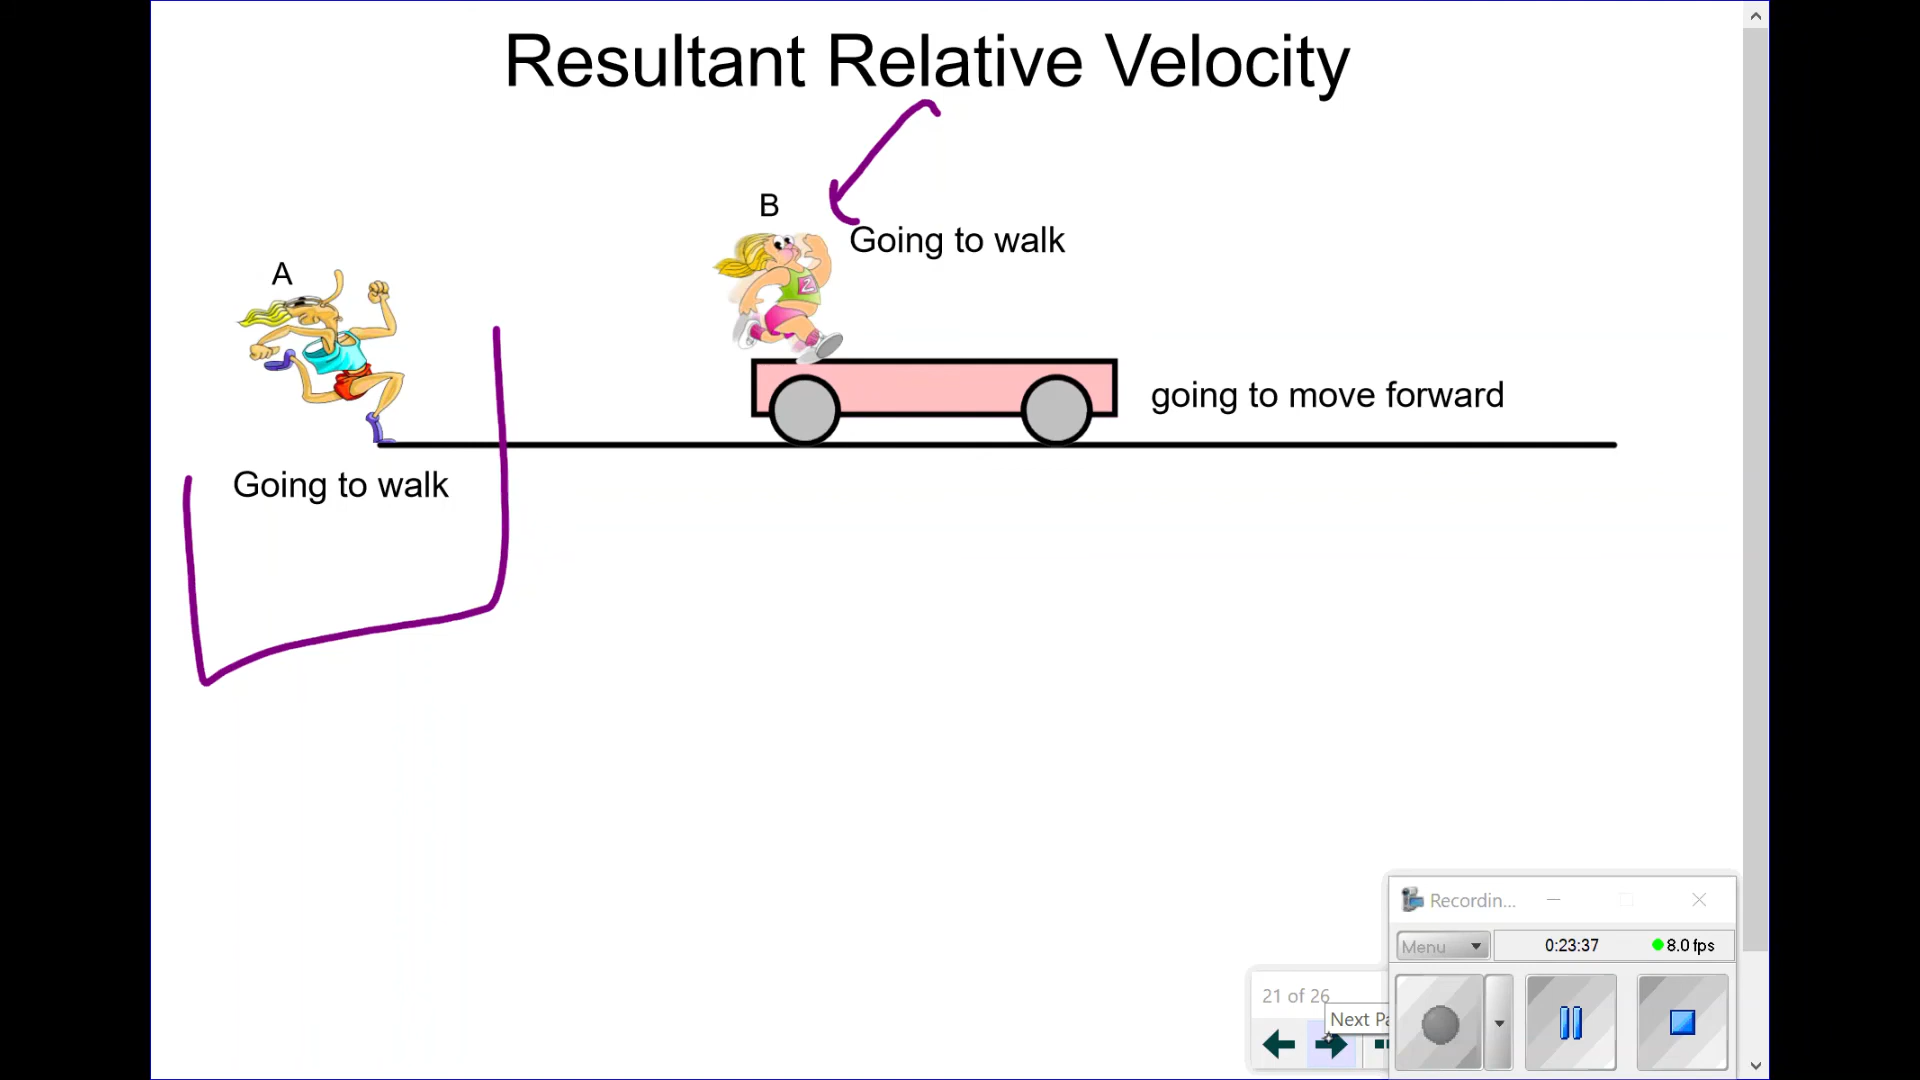 Resultant Relative Velocity
B
Going to walk
A
Z
going to move forward
Going to walk
Recordin...
Menu
0:23:37
8.0 fps
21 of 26
Next Pa